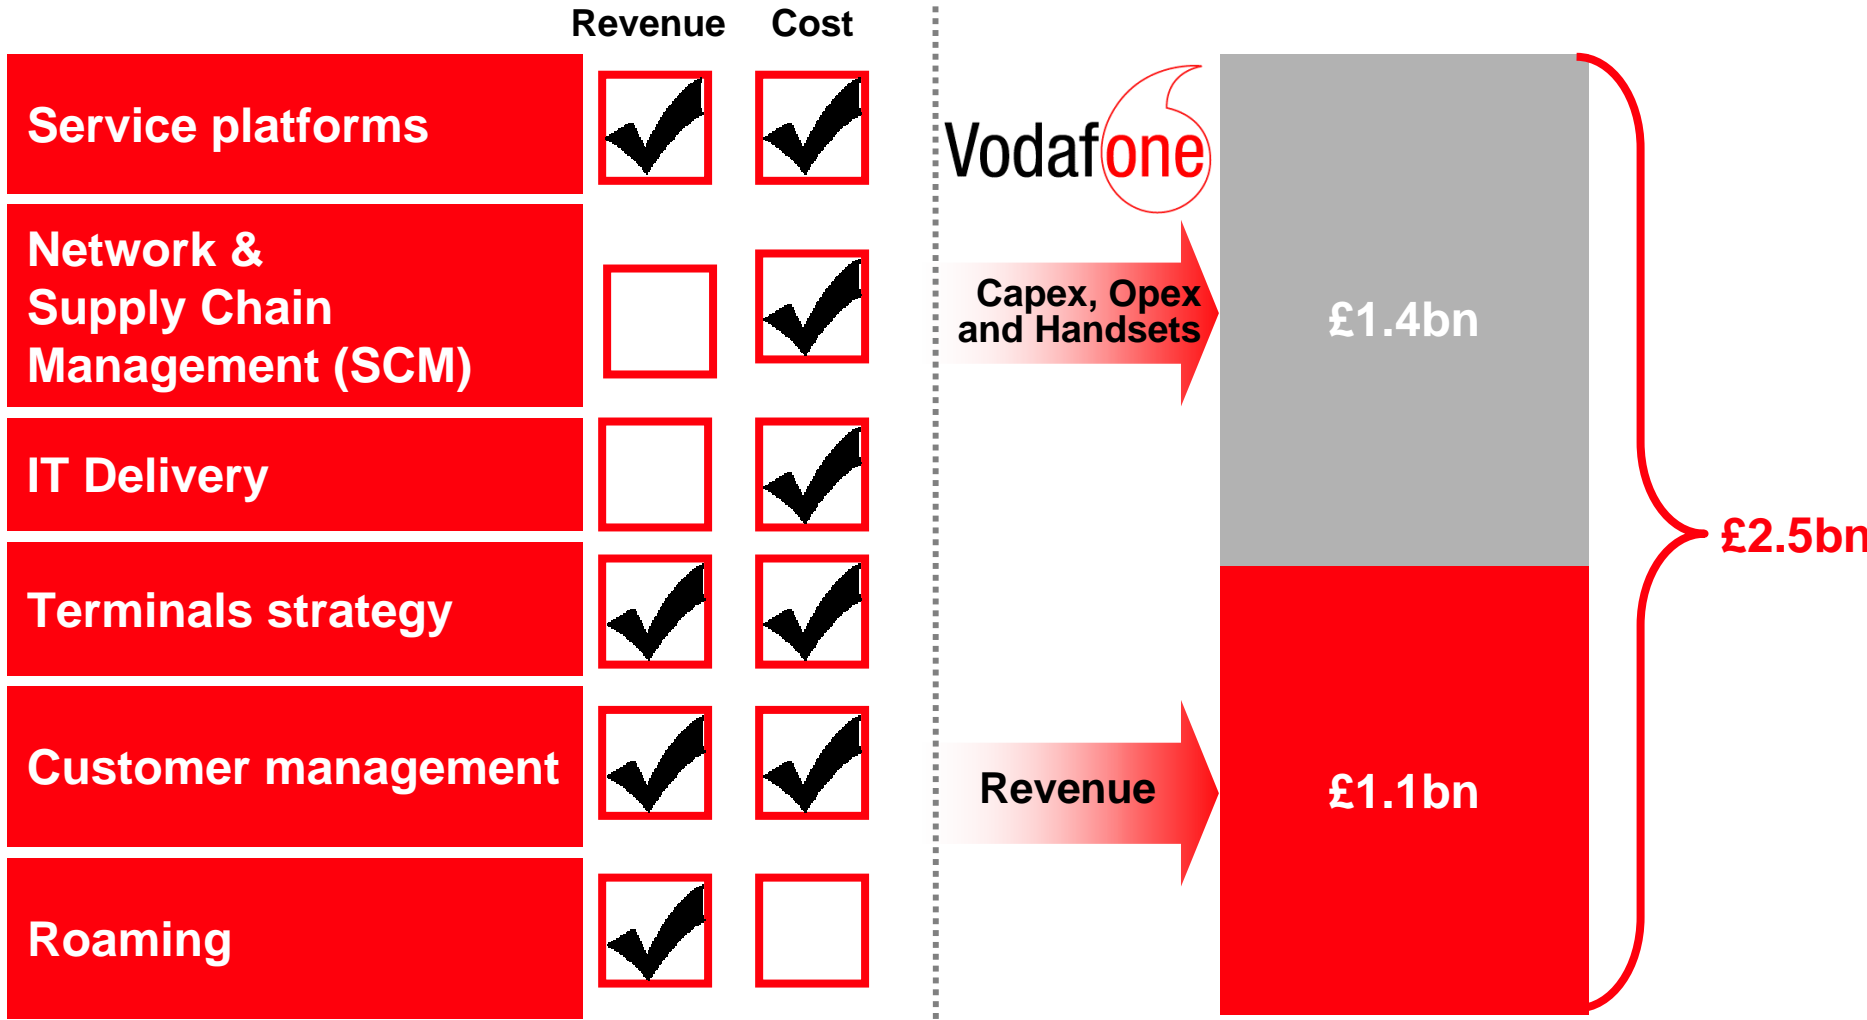 Revenue Cost
Service platforms
Network &
Supply Chain
Management (SCM)
IT Delivery
Terminals strategy
Customer management
Roaming
Vodafone
Capex, Opex
and Handsets
£1.4bn
£2.5bn
Revenue
£1.1bn